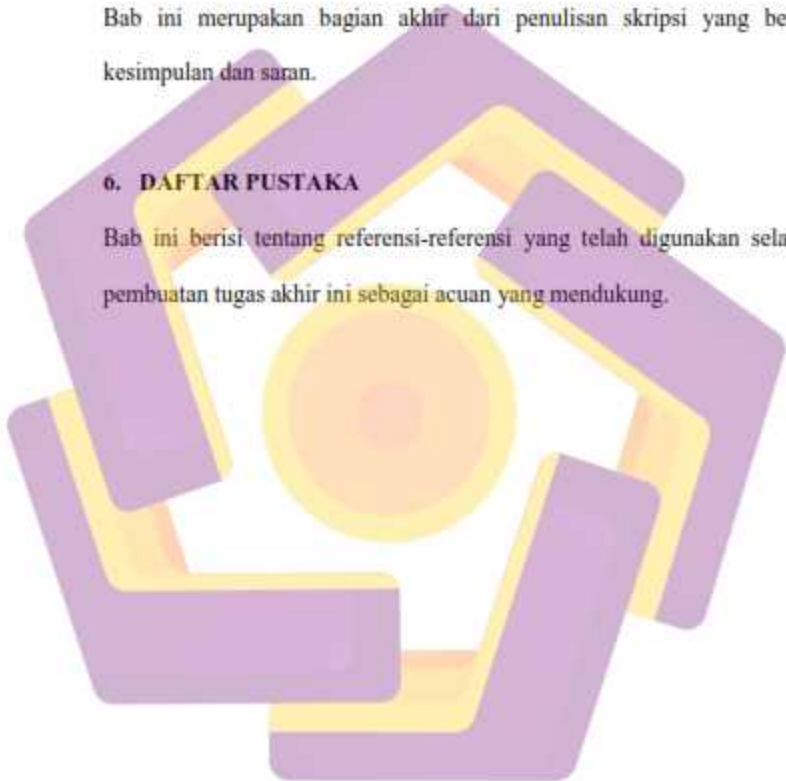 Bab ini merupakan bagian akhir dari penulisan skripsi yang be
kesimpulan dan saran.
6. DAFTAR PUSTAKA
Bab ini berisi tentang referensi-referensi yang telah digunakan sela
pembuatan tugas akhir ini sebagai acuan yang mendukung.